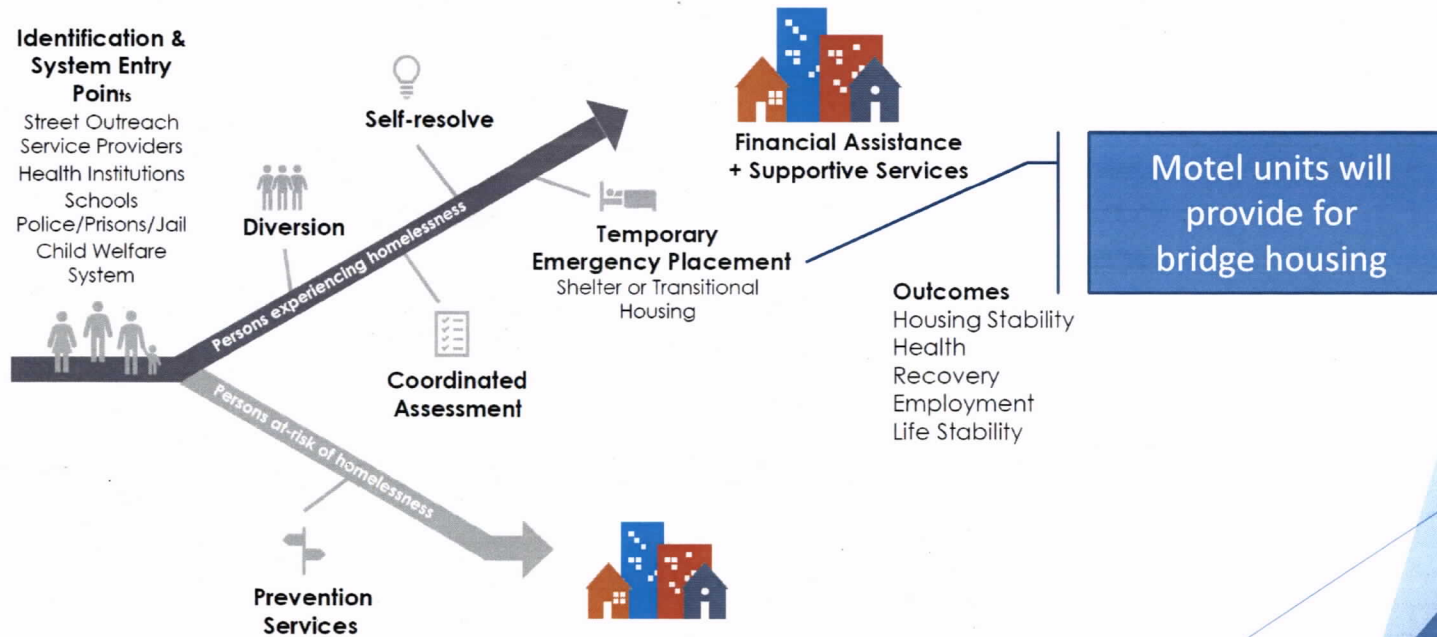 Identification &
System Entry
Points
Street Outreach
Service Providers
Health Institutions
Schools
Police/Prisons/Jail
Child Welfare
System
Diversion
Self-resolve
Persons experiencing homelessness
Coordinated
Assessment
Temporary
Emergency Placement
Shelter or Transitional
Housing
Financial Assistance
+ Supportive Services
Motel units will
provide for
bridge housing
Outcomes
Housing Stability
Health
Recovery
Employment
Life Stability
Persons at-risk of homelessness
Prevention
Services